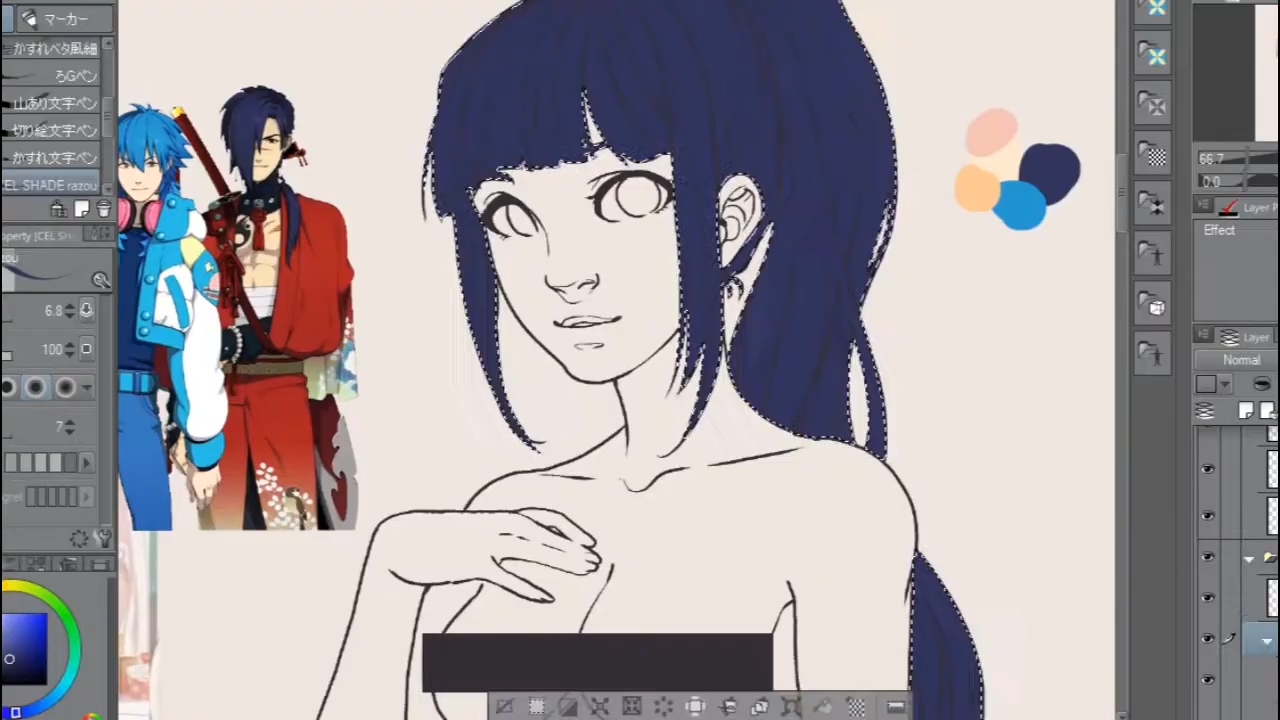 マーカー
かすれベタ風細
ろGペン
山あり文字ペン
切り絵文字ペン
かすれ文字ペン
CEL SHADE razou
operty [CEL SH
zou
6.8
100
7
gnet
66.7
0.0
Layer P
Effect
Layer
Normal